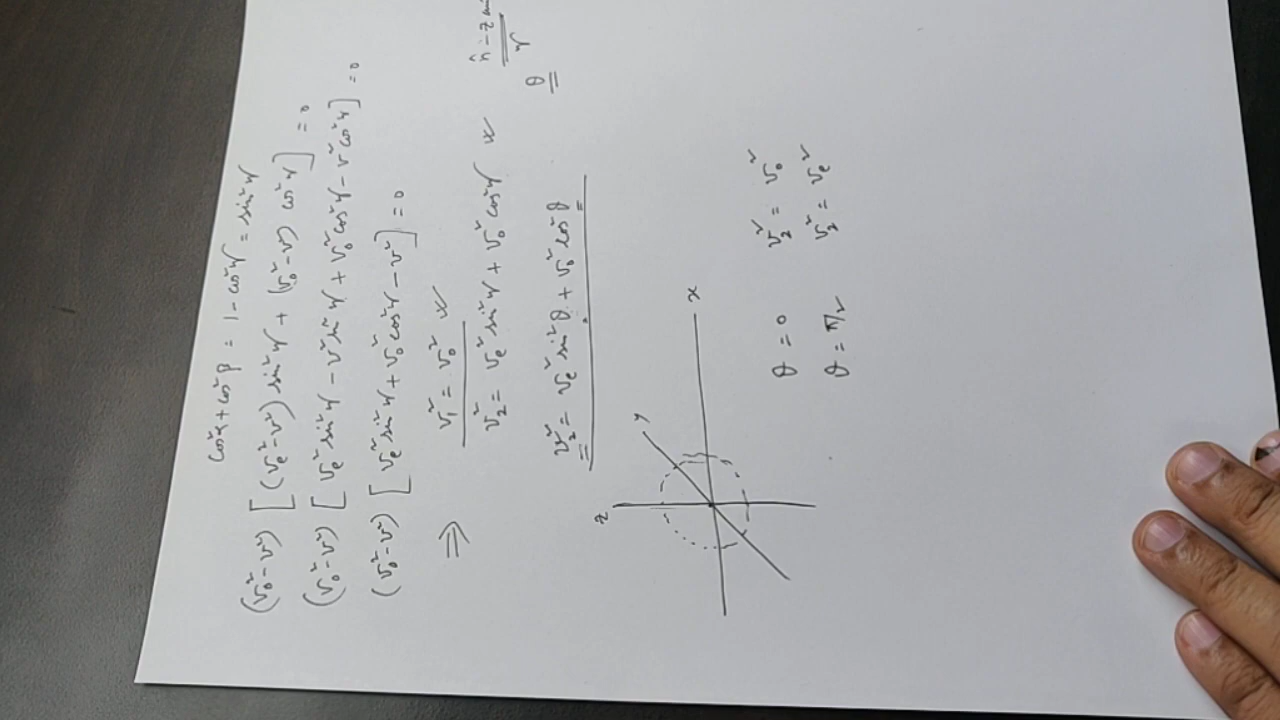 cos²α + cos²β = 1 - cos²γ = sin²γ
(v₀² - v²) [ (vₑ² - v²) sin²γ + (v₀² - v²) cos²γ ] = 0
(v₀² - v²) [ vₑ² sin²γ - v² sin²γ + v₀² cos²γ - v² cos²γ ] = 0
(v₀² - v²) [ vₑ² sin²γ + v₀² cos²γ - v² ] = 0
⇒ v₁² = v₀²
v₂² = vₑ² sin²γ + v₀² cos²γ
n̂ - z
γ
θ
v₂² = vₑ² sin²θ + v₀² cos²θ
z
y
x
θ = 0 v₂² = v₀²
θ = π/2 v₂² = vₑ²